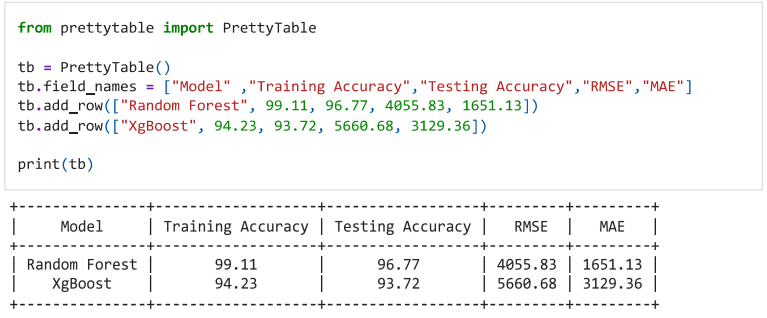 from prettytable import PrettyTable
tb = PrettyTable()
tb.field_names = ["Model" ,"Training Accuracy","Testing Accuracy","RMSE","MAE"]
tb.add_row(["Random Forest", 99.11, 96.77, 4055.83, 1651.13])
tb.add_row(["XgBoost", 94.23, 93.72, 5660.68, 3129.36])
print(tb)
+---------------+-------------------+------------------+---------+---------+
|     Model     | Training Accuracy | Testing Accuracy |   RMSE  |   MAE   |
+---------------+-------------------+------------------+---------+---------+
| Random Forest |       99.11       |      96.77       | 4055.83 | 1651.13 |
|    XgBoost    |       94.23       |      93.72       | 5660.68 | 3129.36 |
+---------------+-------------------+------------------+---------+---------+